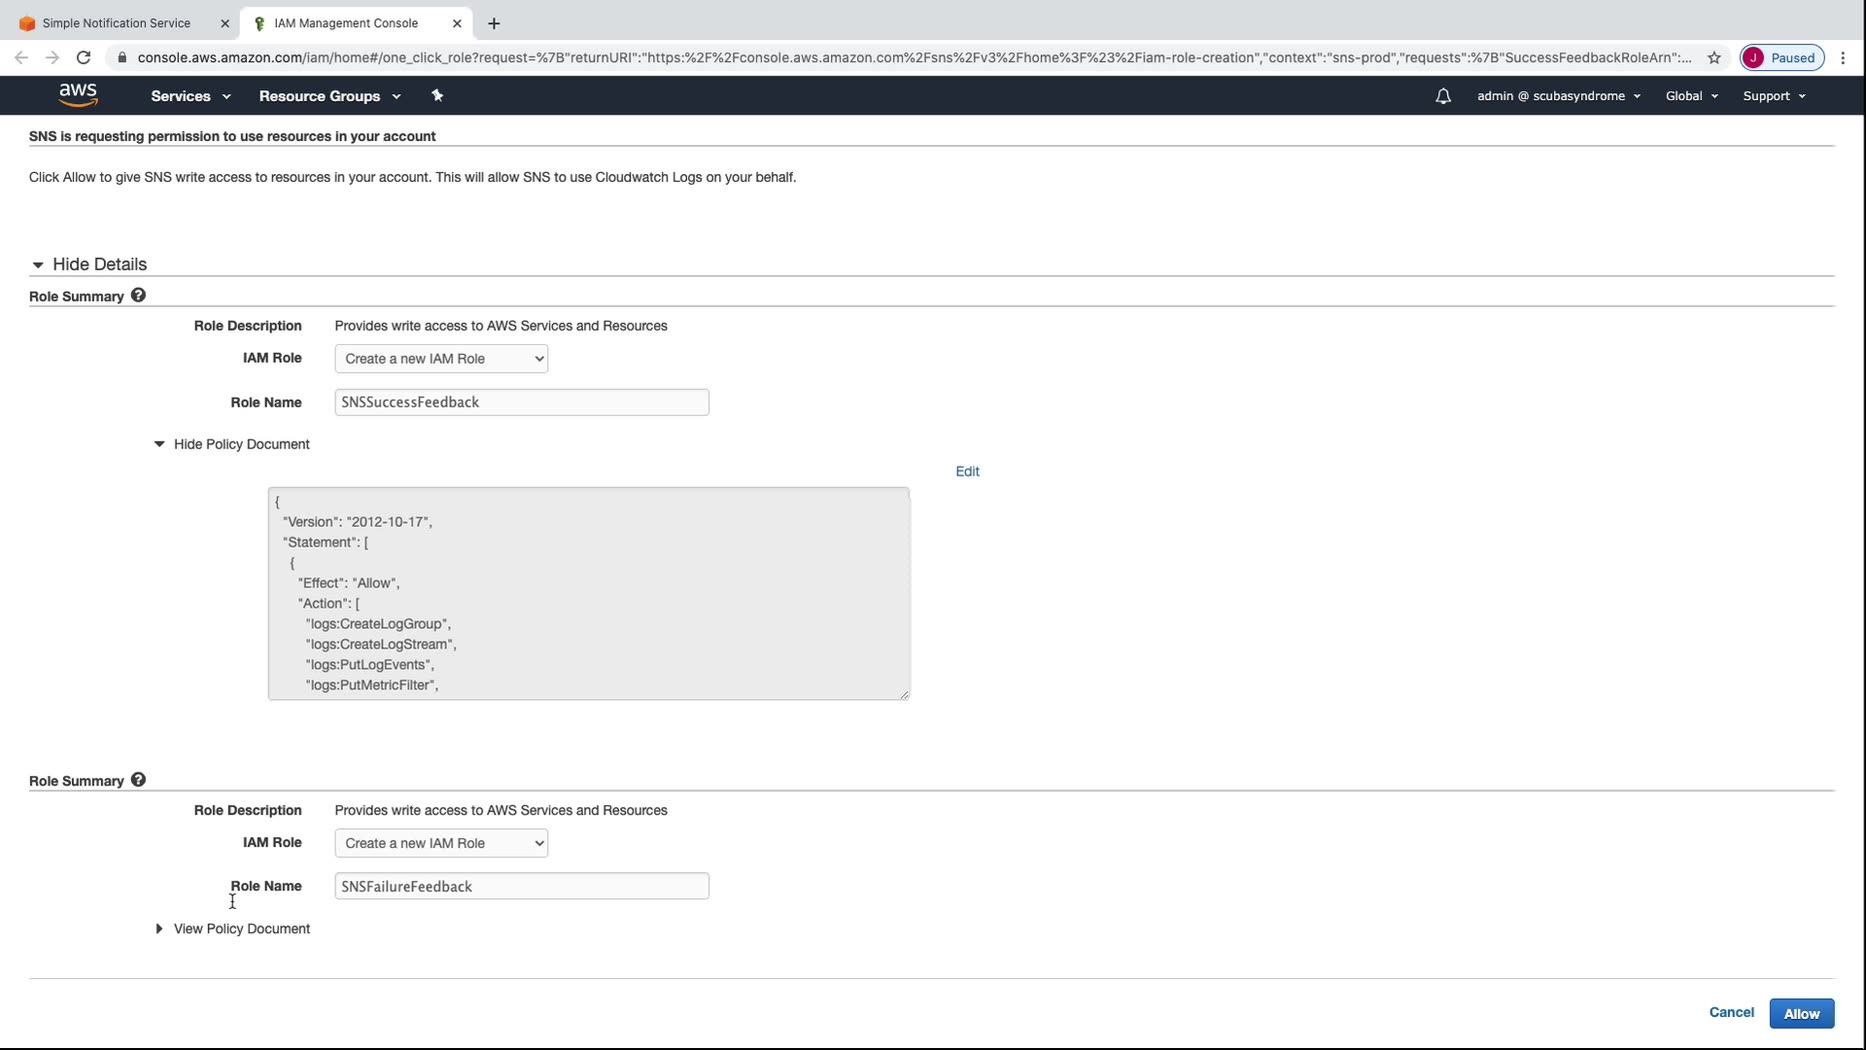 Simple Notification Service
IAM Management Console
console.aws.amazon.com/iam/home#/one_click_role?request=%7B"returnURI":"https:%2F%2Fconsole.aws.amazon.com%2Fsns%2Fv3%2Fhome%3F%23%2Fiam-role-creation","context":"sns-prod","requests":%7B"SuccessFeedbackRoleArn":...
J Paused
aws Services Resource Groups admin @ scubasyndrome Global Support
SNS is requesting permission to use resources in your account
Click Allow to give SNS write access to resources in your account. This will allow SNS to use Cloudwatch Logs on your behalf.
Hide Details
Role Summary ?
Role Description Provides write access to AWS Services and Resources
IAM Role Create a new IAM Role
Role Name SNSSuccessFeedback
Hide Policy Document
Edit
{
"Version": "2012-10-17",
"Statement": [
{
"Effect": "Allow",
"Action": [
"logs:CreateLogGroup",
"logs:CreateLogStream",
"logs:PutLogEvents",
"logs:PutMetricFilter",
Role Summary ?
Role Description Provides write access to AWS Services and Resources
IAM Role Create a new IAM Role
Role Name SNSFailureFeedback
View Policy Document
Cancel Allow